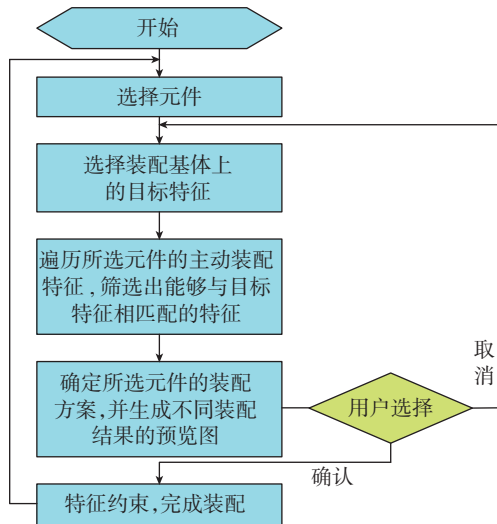 开始
选择元件
选择装配基体上
的目标特征
遍历所选元件的主动装配
特征,筛选出能够与目标
特征相匹配的特征
确定所选元件的装配
方案,并生成不同装配
结果的预览图
用户选择
取
消
确认
特征约束,完成装配